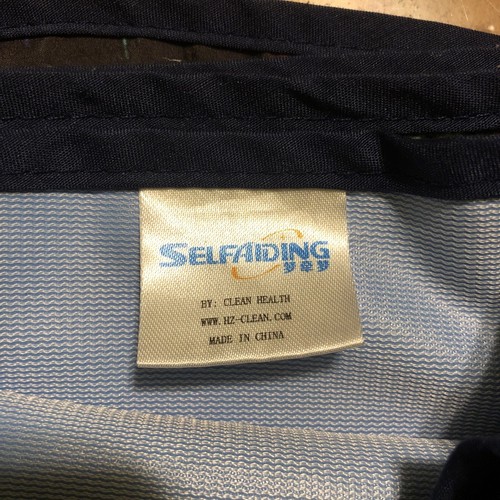 SELFAIDING
BY: CLEAN HEALTH
WWW.HZ-CLEAN.COM
MADE IN CHINA